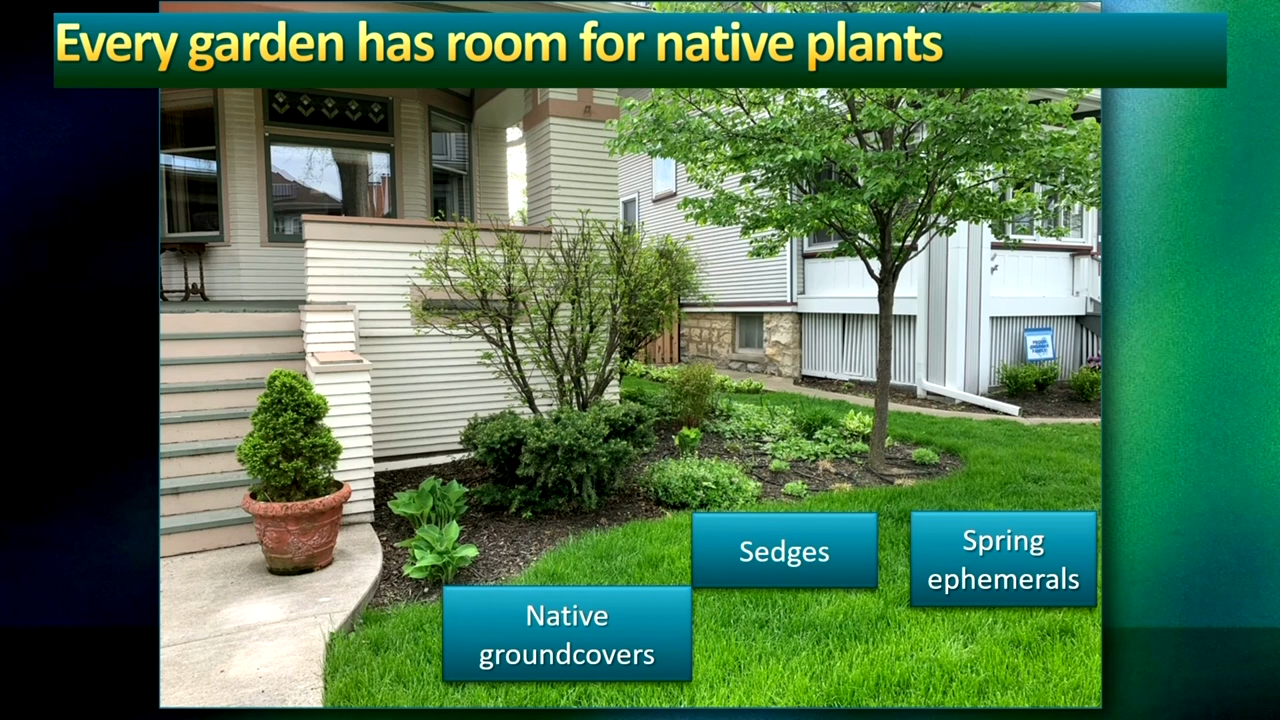 Every garden has room for native plants
Sedges
Spring
ephemerals
Native
groundcovers